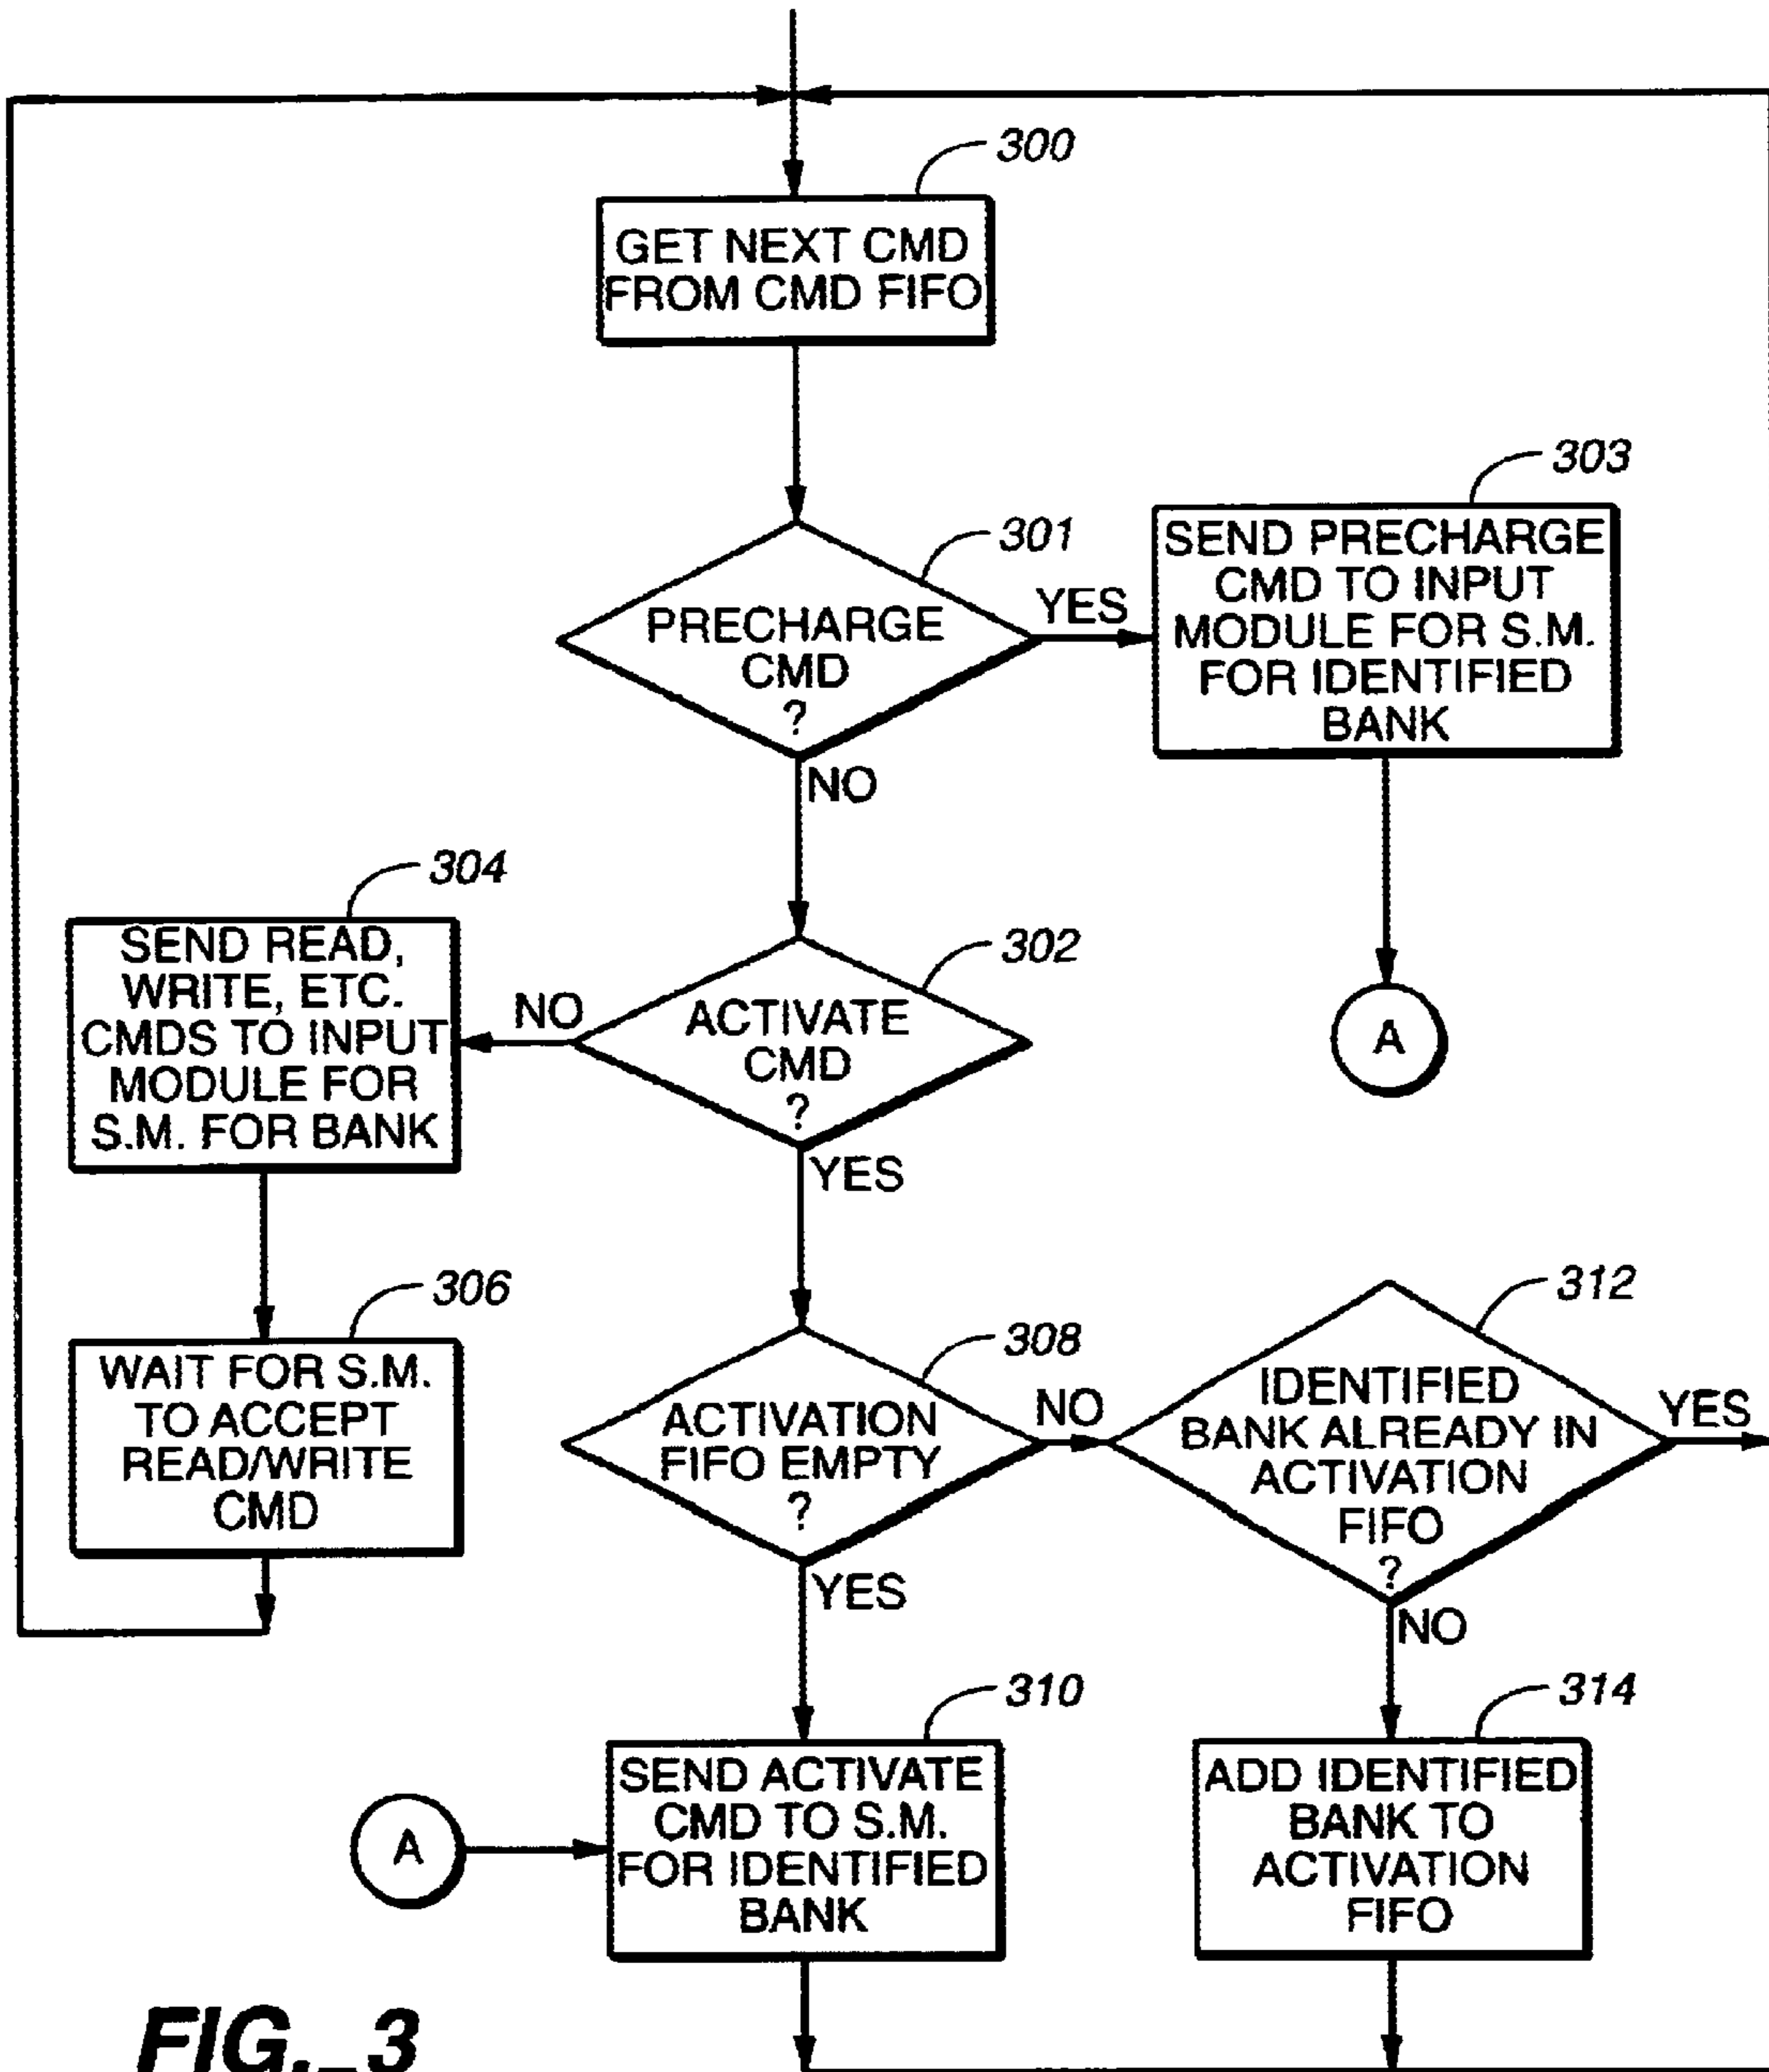 300
GET NEXT CMD
FROM CMD FIFO
301
PRECHARGE
CMD
?
YES
NO
303
SEND PRECHARGE
CMD TO INPUT
MODULE FOR S.M.
FOR IDENTIFIED
BANK
A
304
SEND READ,
WRITE, ETC.
CMDS TO INPUT
MODULE FOR
S.M. FOR BANK
302
ACTIVATE
CMD
?
NO
YES
306
WAIT FOR S.M.
TO ACCEPT
READ/WRITE
CMD
308
ACTIVATION
FIFO EMPTY
?
NO
YES
312
IDENTIFIED
BANK ALREADY IN
ACTIVATION
FIFO
?
YES
NO
310
A
SEND ACTIVATE
CMD TO S.M.
FOR IDENTIFIED
BANK
314
ADD IDENTIFIED
BANK TO
ACTIVATION
FIFO
FIG._3